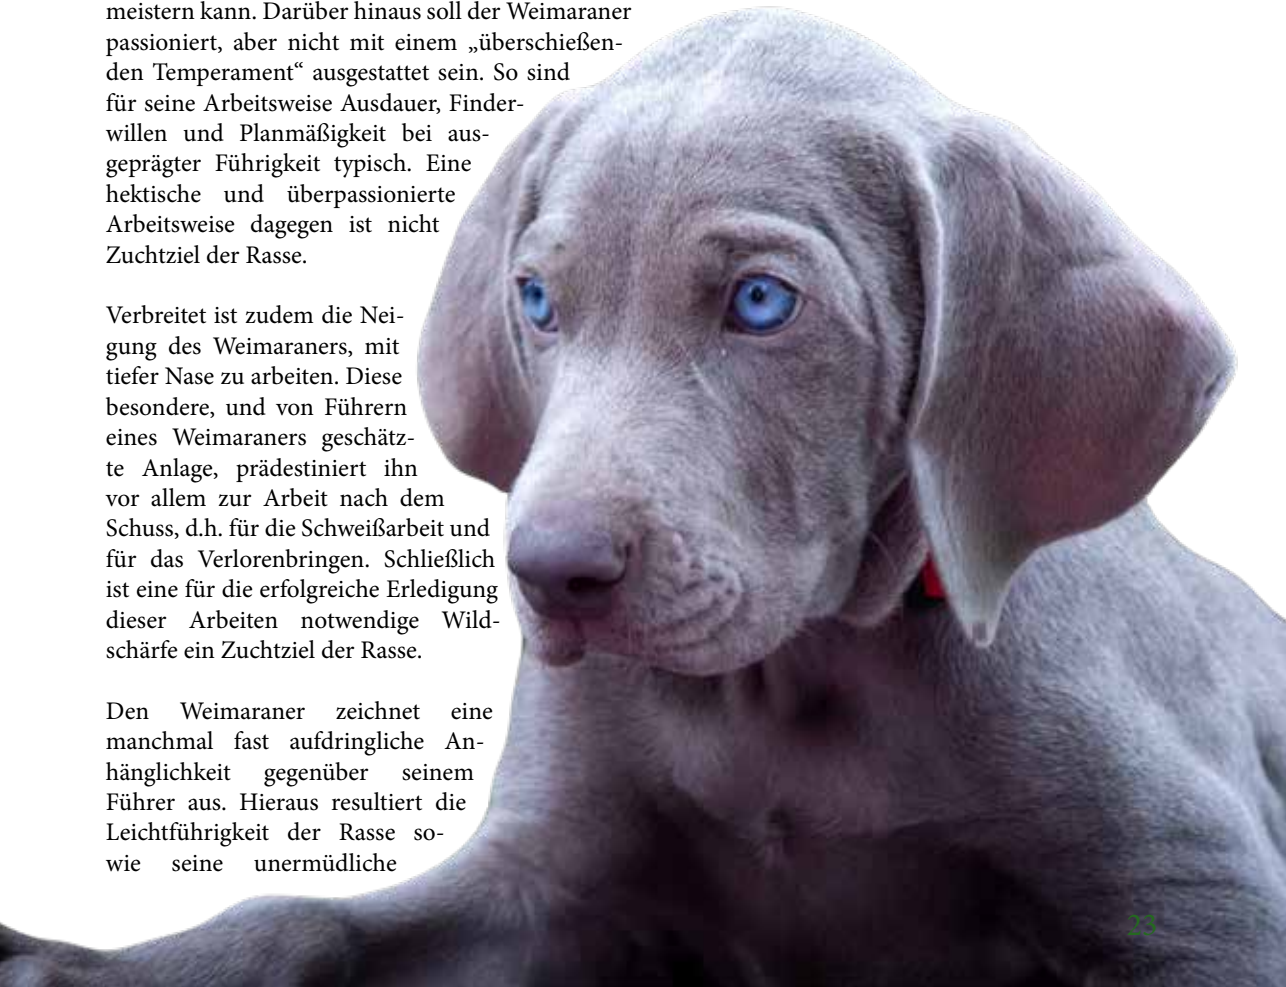 meistern kann. Darüber hinaus soll der Weimaraner
passioniert, aber nicht mit einem „überschießen-
den Temperament“ ausgestattet sein. So sind
für seine Arbeitsweise Ausdauer, Finder-
willen und Planmäßigkeit bei aus-
geprägter Führigkeit typisch. Eine
hektische und überpassionierte
Arbeitsweise dagegen ist nicht
Zuchtziel der Rasse.
Verbreitet ist zudem die Nei-
gung des Weimaraners, mit
tiefer Nase zu arbeiten. Diese
besondere, und von Führern
eines Weimaraners geschätz-
te Anlage, prädestiniert ihn
vor allem zur Arbeit nach dem
Schuss, d.h. für die Schweißarbeit und
für das Verlorenbringen. Schließlich
ist eine für die erfolgreiche Erledigung
dieser Arbeiten notwendige Wild-
schärfe ein Zuchtziel der Rasse.
Den Weimaraner zeichnet eine
manchmal fast aufdringliche An-
hänglichkeit gegenüber seinem
Führer aus. Hieraus resultiert die
Leichtführigkeit der Rasse so-
wie seine unermüdliche
23